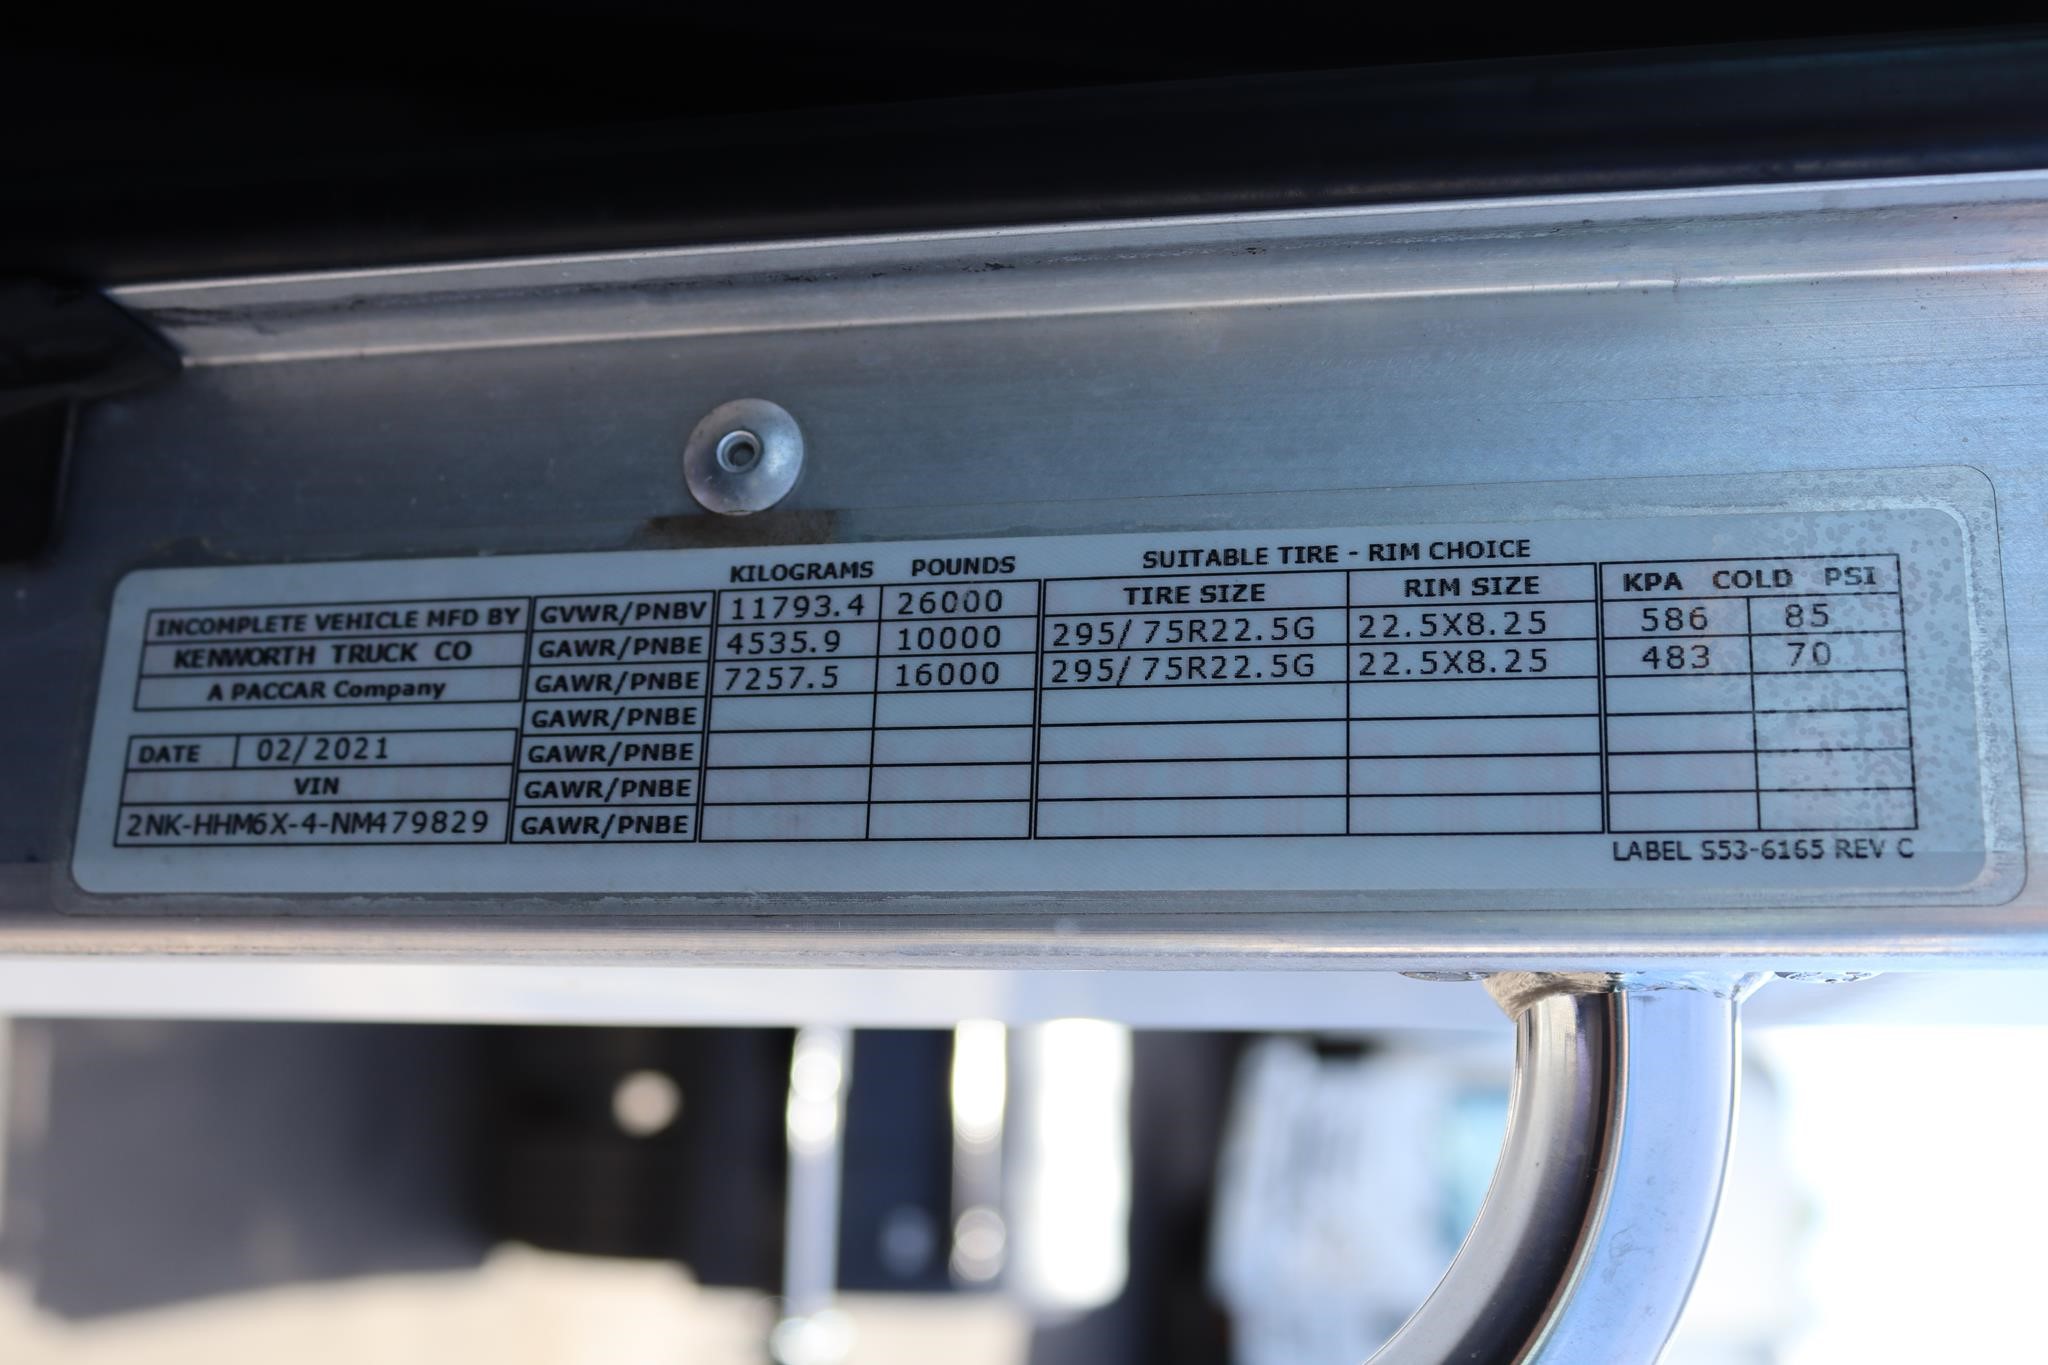 KILOGRAMS POUNDS SUITABLE TIRE - RIM CHOICE
INCOMPLETE VEHICLE MFD BY GVWR/PNBV 11793.4 26000 TIRE SIZE RIM SIZE KPA COLD PSI
KENWORTH TRUCK CO GAWR/PNBE 4535.9 10000 295/75R22.5G 22.5X8.25 586 85
A PACCAR Company GAWR/PNBE 7257.5 16000 295/75R22.5G 22.5X8.25 483 70
GAWR/PNBE
DATE 02/2021 GAWR/PNBE
VIN GAWR/PNBE
2NK-HHM6X-4-NM479829 GAWR/PNBE
LABEL S53-6165 REV C